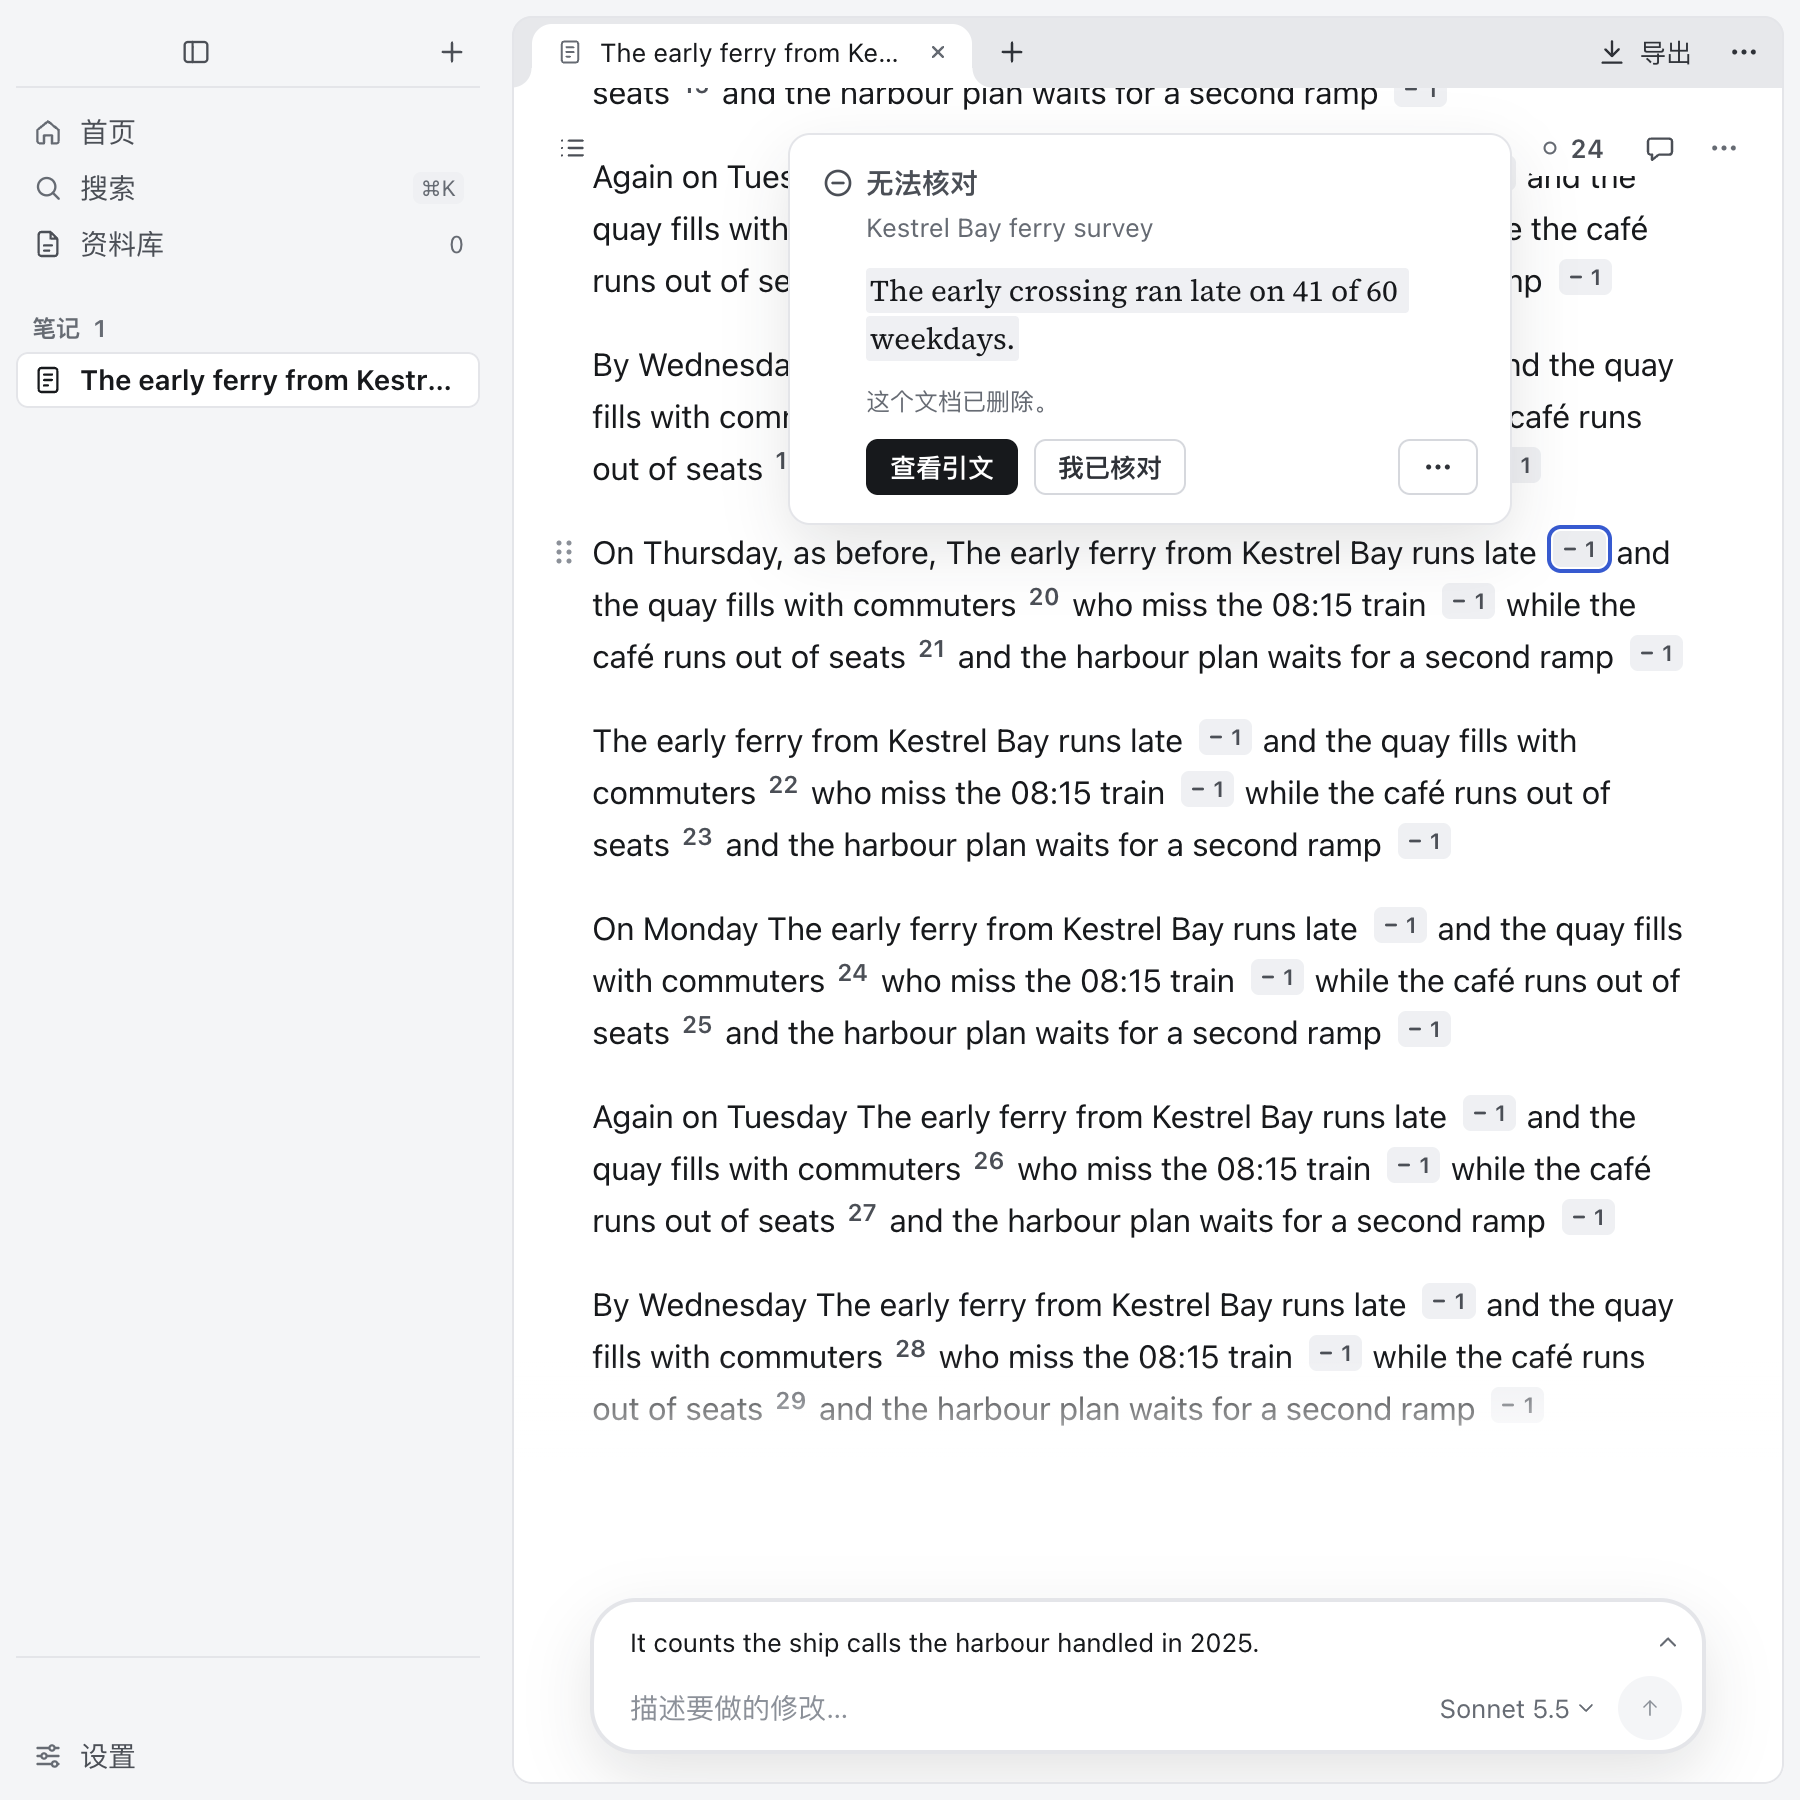 The early ferry from Ke...
导出
首页
搜索 ⌘K
资料库 0
笔记 1
The early ferry from Kestr...
设置
seats and the harbour plan waits for a second ramp – 1
24
无法核对
Kestrel Bay ferry survey
The early crossing ran late on 41 of 60
weekdays.
这个文档已删除。
查看引文 我已核对
Again on Tues and the
quay fills with the café
runs out of – 1
By the quay
fills with café runs
out of seats 1
On Thursday, as before, The early ferry from Kestrel Bay runs late – 1 and
the quay fills with commuters 20 who miss the 08:15 train – 1 while the
café runs out of seats 21 and the harbour plan waits for a second ramp – 1
The early ferry from Kestrel Bay runs late – 1 and the quay fills with
commuters 22 who miss the 08:15 train – 1 while the café runs out of
seats 23 and the harbour plan waits for a second ramp – 1
On Monday The early ferry from Kestrel Bay runs late – 1 and the quay fills
with commuters 24 who miss the 08:15 train – 1 while the café runs out of
seats 25 and the harbour plan waits for a second ramp – 1
Again on Tuesday The early ferry from Kestrel Bay runs late – 1 and the
quay fills with commuters 26 who miss the 08:15 train – 1 while the café
runs out of seats 27 and the harbour plan waits for a second ramp – 1
By Wednesday The early ferry from Kestrel Bay runs late – 1 and the quay
fills with commuters 28 who miss the 08:15 train – 1 while the café runs
out of seats 29 and the harbour plan waits for a second ramp – 1
It counts the ship calls the harbour handled in 2025.
描述要做的修改...
Sonnet 5.5